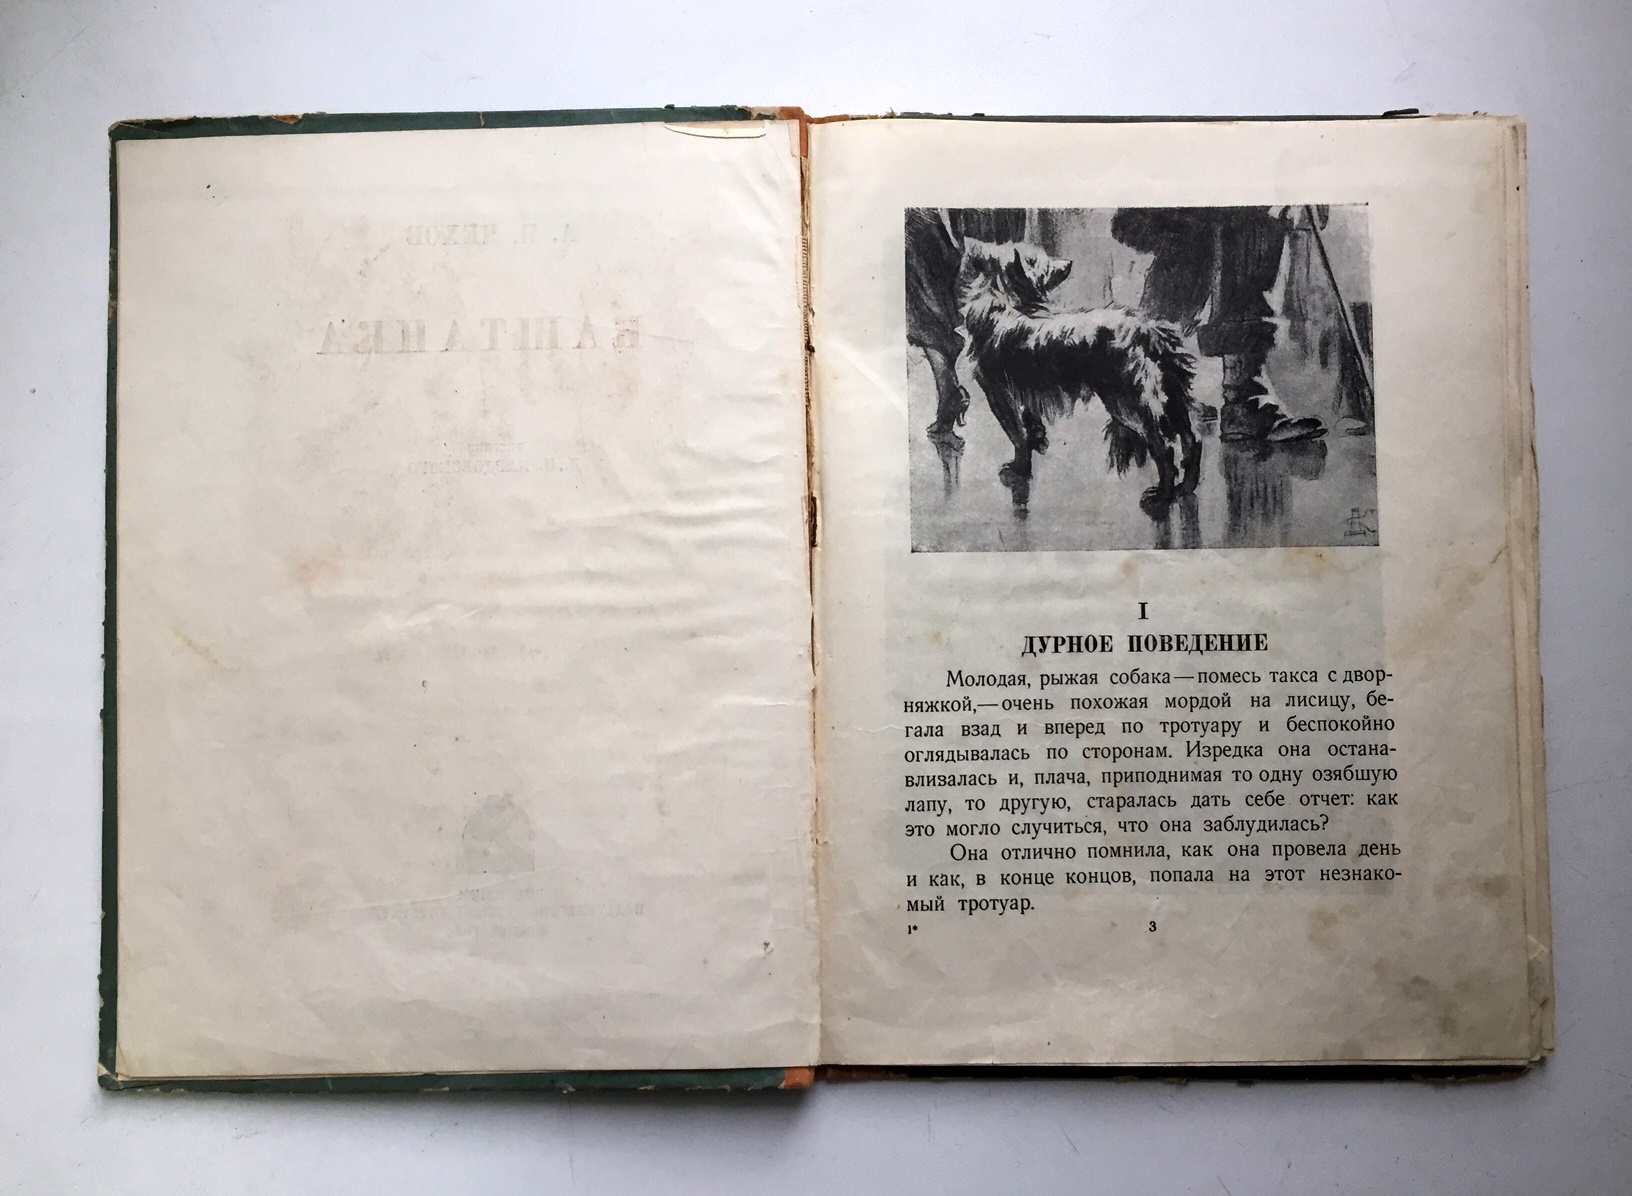 А. П. ЧЕХОВ
КАШТАНКА
I
ДУРНОЕ ПОВЕДЕНИЕ
Молодая, рыжая собака — помесь такса с двор-
няжкой,— очень похожая мордой на лисицу, бе-
гала взад и вперед по тротуару и беспокойно
оглядывалась по сторонам. Изредка она остана-
вливалась и, плача, приподнимая то одну озябшую
лапу, то другую, старалась дать себе отчет: как
это могло случиться, что она заблудилась?
Она отлично помнила, как она провела день
и как, в конце концов, попала на этот незнако-
мый тротуар.
1*
3